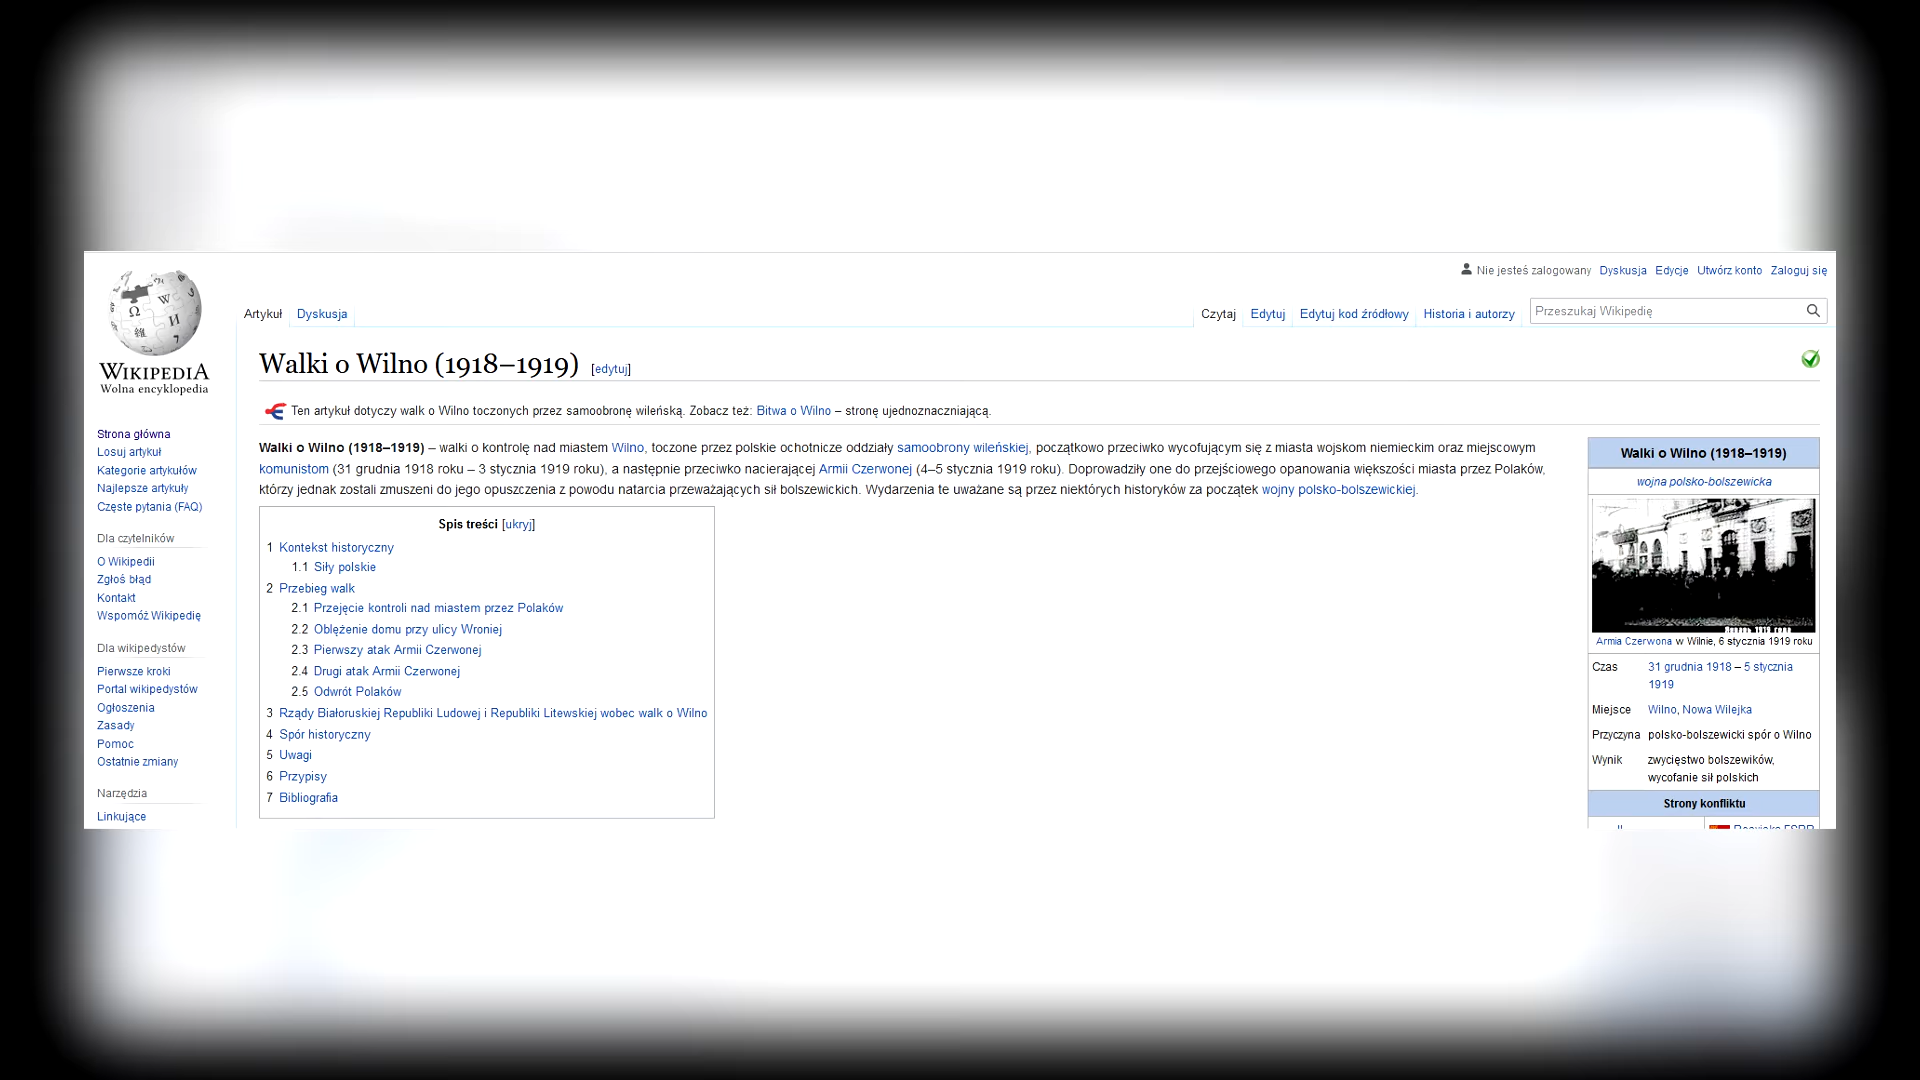 Nie jesteś zalogowany Dyskusja Edycje Utwórz konto Zaloguj się
Artykuł Dyskusja Czytaj Edytuj Edytuj kod źródłowy Historia i autorzy Przeszukaj Wikipedię
WIKIPEDIA
Wolna encyklopedia
Strona główna
Losuj artykuł
Kategorie artykułów
Najlepsze artykuły
Częste pytania (FAQ)
Dla czytelników
O Wikipedii
Zgłoś błąd
Kontakt
Wspomóż Wikipedię
Dla wikipedystów
Pierwsze kroki
Portal wikipedystów
Ogłoszenia
Zasady
Pomoc
Ostatnie zmiany
Narzędzia
Linkujące
Walki o Wilno (1918–1919) [edytuj]
Ten artykuł dotyczy walk o Wilno toczonych przez samoobronę wileńską. Zobacz też: Bitwa o Wilno – stronę ujednoznaczniającą.
Walki o Wilno (1918–1919) – walki o kontrolę nad miastem Wilno, toczone przez polskie ochotnicze oddziały samoobrony wileńskiej, początkowo przeciwko wycofującym się z miasta wojskom niemieckim oraz miejscowym
komunistom (31 grudnia 1918 roku – 3 stycznia 1919 roku), a następnie przeciwko nacierającej Armii Czerwonej (4–5 stycznia 1919 roku). Doprowadziły one do przejściowego opanowania większości miasta przez Polaków,
którzy jednak zostali zmuszeni do jego opuszczenia z powodu natarcia przeważających sił bolszewickich. Wydarzenia te uważane są przez niektórych historyków za początek wojny polsko-bolszewickiej.
Spis treści [ukryj]
1 Kontekst historyczny
1.1 Siły polskie
2 Przebieg walk
2.1 Przejęcie kontroli nad miastem przez Polaków
2.2 Oblężenie domu przy ulicy Wroniej
2.3 Pierwszy atak Armii Czerwonej
2.4 Drugi atak Armii Czerwonej
2.5 Odwrót Polaków
3 Rządy Białoruskiej Republiki Ludowej i Republiki Litewskiej wobec walk o Wilno
4 Spór historyczny
5 Uwagi
6 Przypisy
7 Bibliografia
Walki o Wilno (1918–1919)
wojna polsko-bolszewicka
Armia Czerwona w Wilnie, 6 stycznia 1919 roku
Czas 31 grudnia 1918 – 5 stycznia
1919
Miejsce Wilno, Nowa Wilejka
Przyczyna polsko-bolszewicki spór o Wilno
Wynik zwycięstwo bolszewików,
wycofanie sił polskich
Strony konfliktu